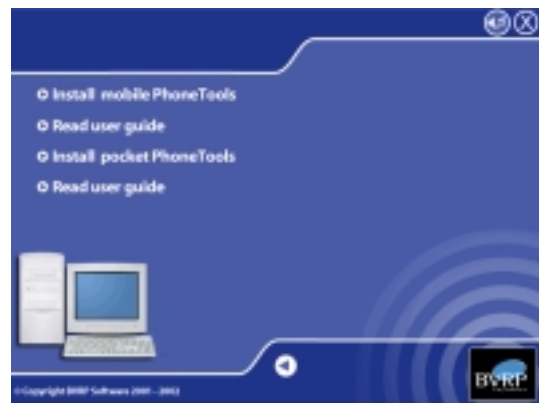 Install mobile PhoneTools
Read user guide
Install pocket PhoneTools
Read user guide
© Copyright BVRP Software 2001 - 2002
BVRP